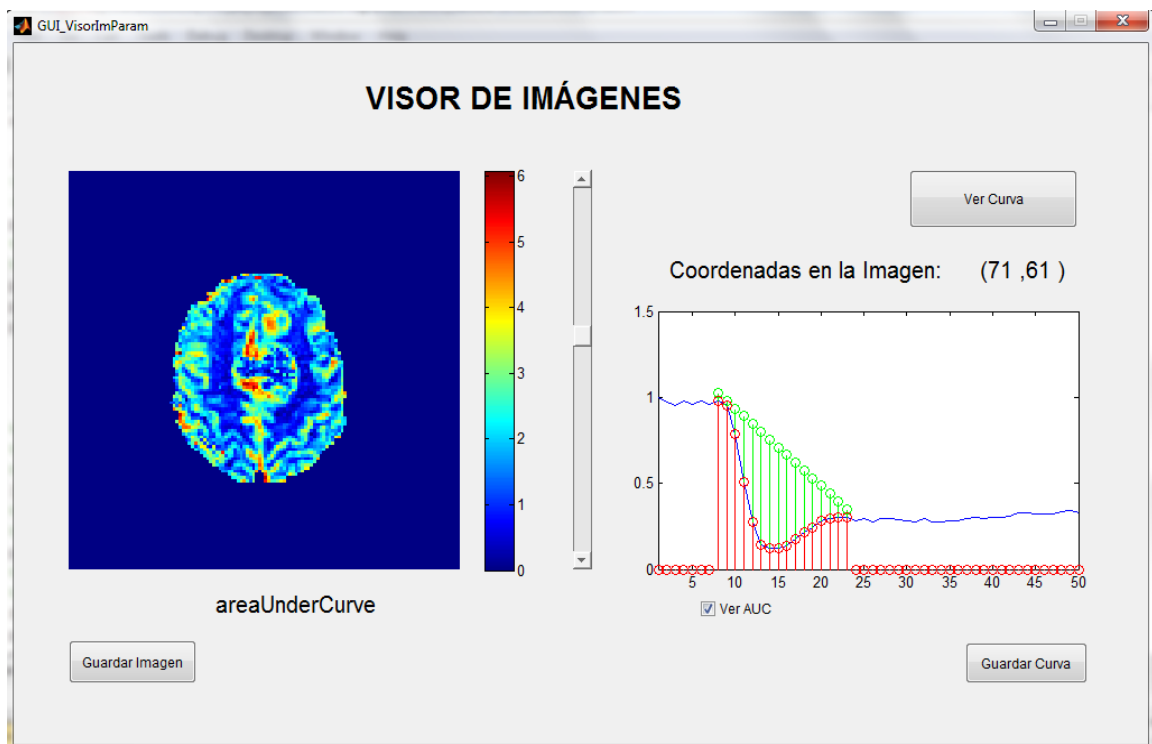 GUI_VisorImParam
VISOR DE IMÁGENES
6
5
4
3
2
1
0
areaUnderCurve
Guardar Imagen
Ver Curva
Coordenadas en la Imagen: (71 ,61 )
1.5
1
0.5
0
5 10 15 20 25 30 35 40 45 50
Ver AUC
Guardar Curva